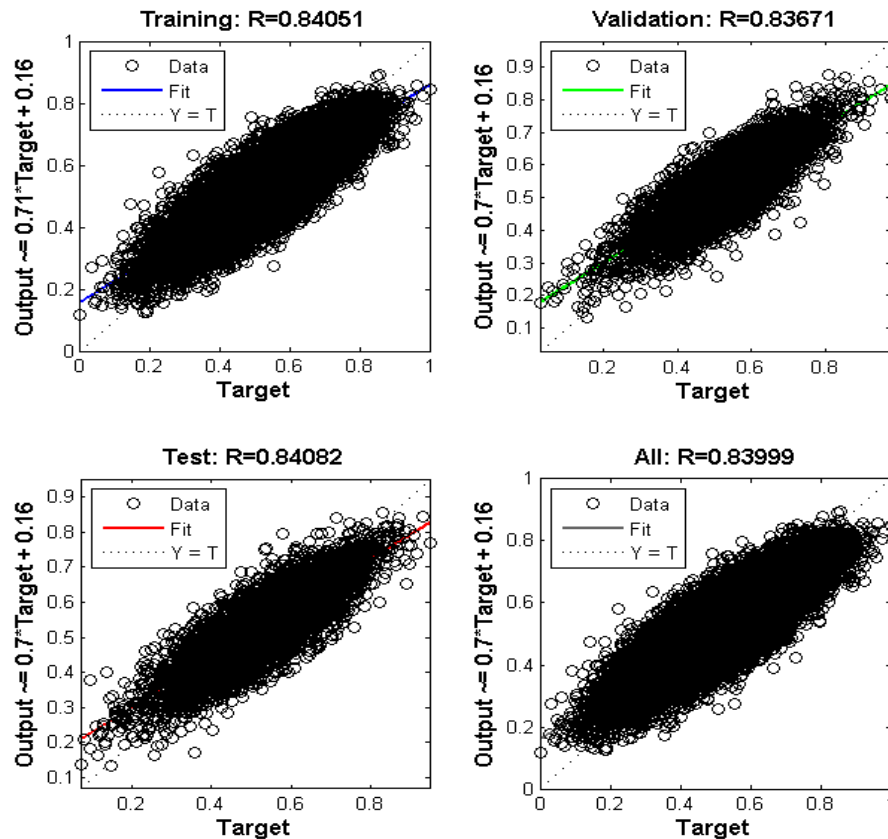 Training: R=0.84051
Data
Fit
Y = T
Output ~= 0.71*Target + 0.16
1
0.8
0.6
0.4
0.2
0
0
0.2
0.4
0.6
0.8
1
Target
Validation: R=0.83671
Data
Fit
Y = T
Output ~= 0.7*Target + 0.16
0.9
0.8
0.7
0.6
0.5
0.4
0.3
0.2
0.1
0.2
0.4
0.6
0.8
Target
Test: R=0.84082
Data
Fit
Y = T
Output ~= 0.7*Target + 0.16
0.9
0.8
0.7
0.6
0.5
0.4
0.3
0.2
0.1
0.2
0.4
0.6
0.8
Target
All: R=0.83999
Data
Fit
Y = T
Output ~= 0.7*Target + 0.16
1
0.8
0.6
0.4
0.2
0
0
0.2
0.4
0.6
0.8
Target